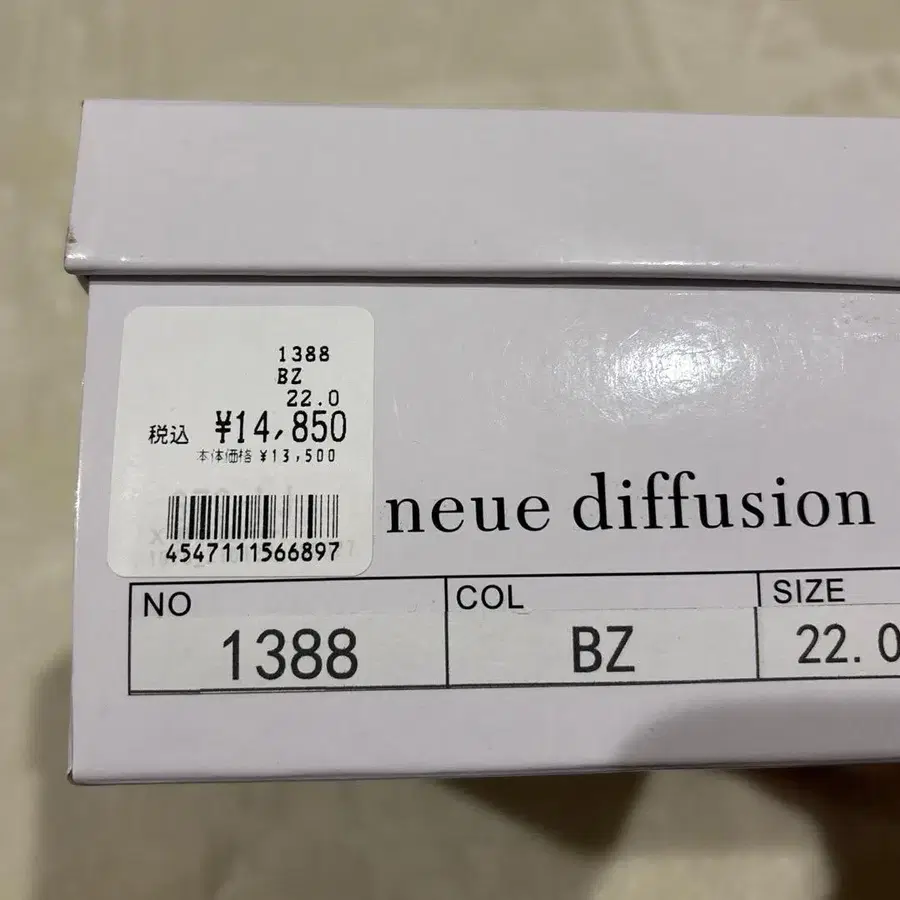 1388
BZ
22.0
税込 ¥14,850
本体価格 ¥13,500
4547111566897
neue diffusion
NO COL SIZE
1388 BZ 22.0